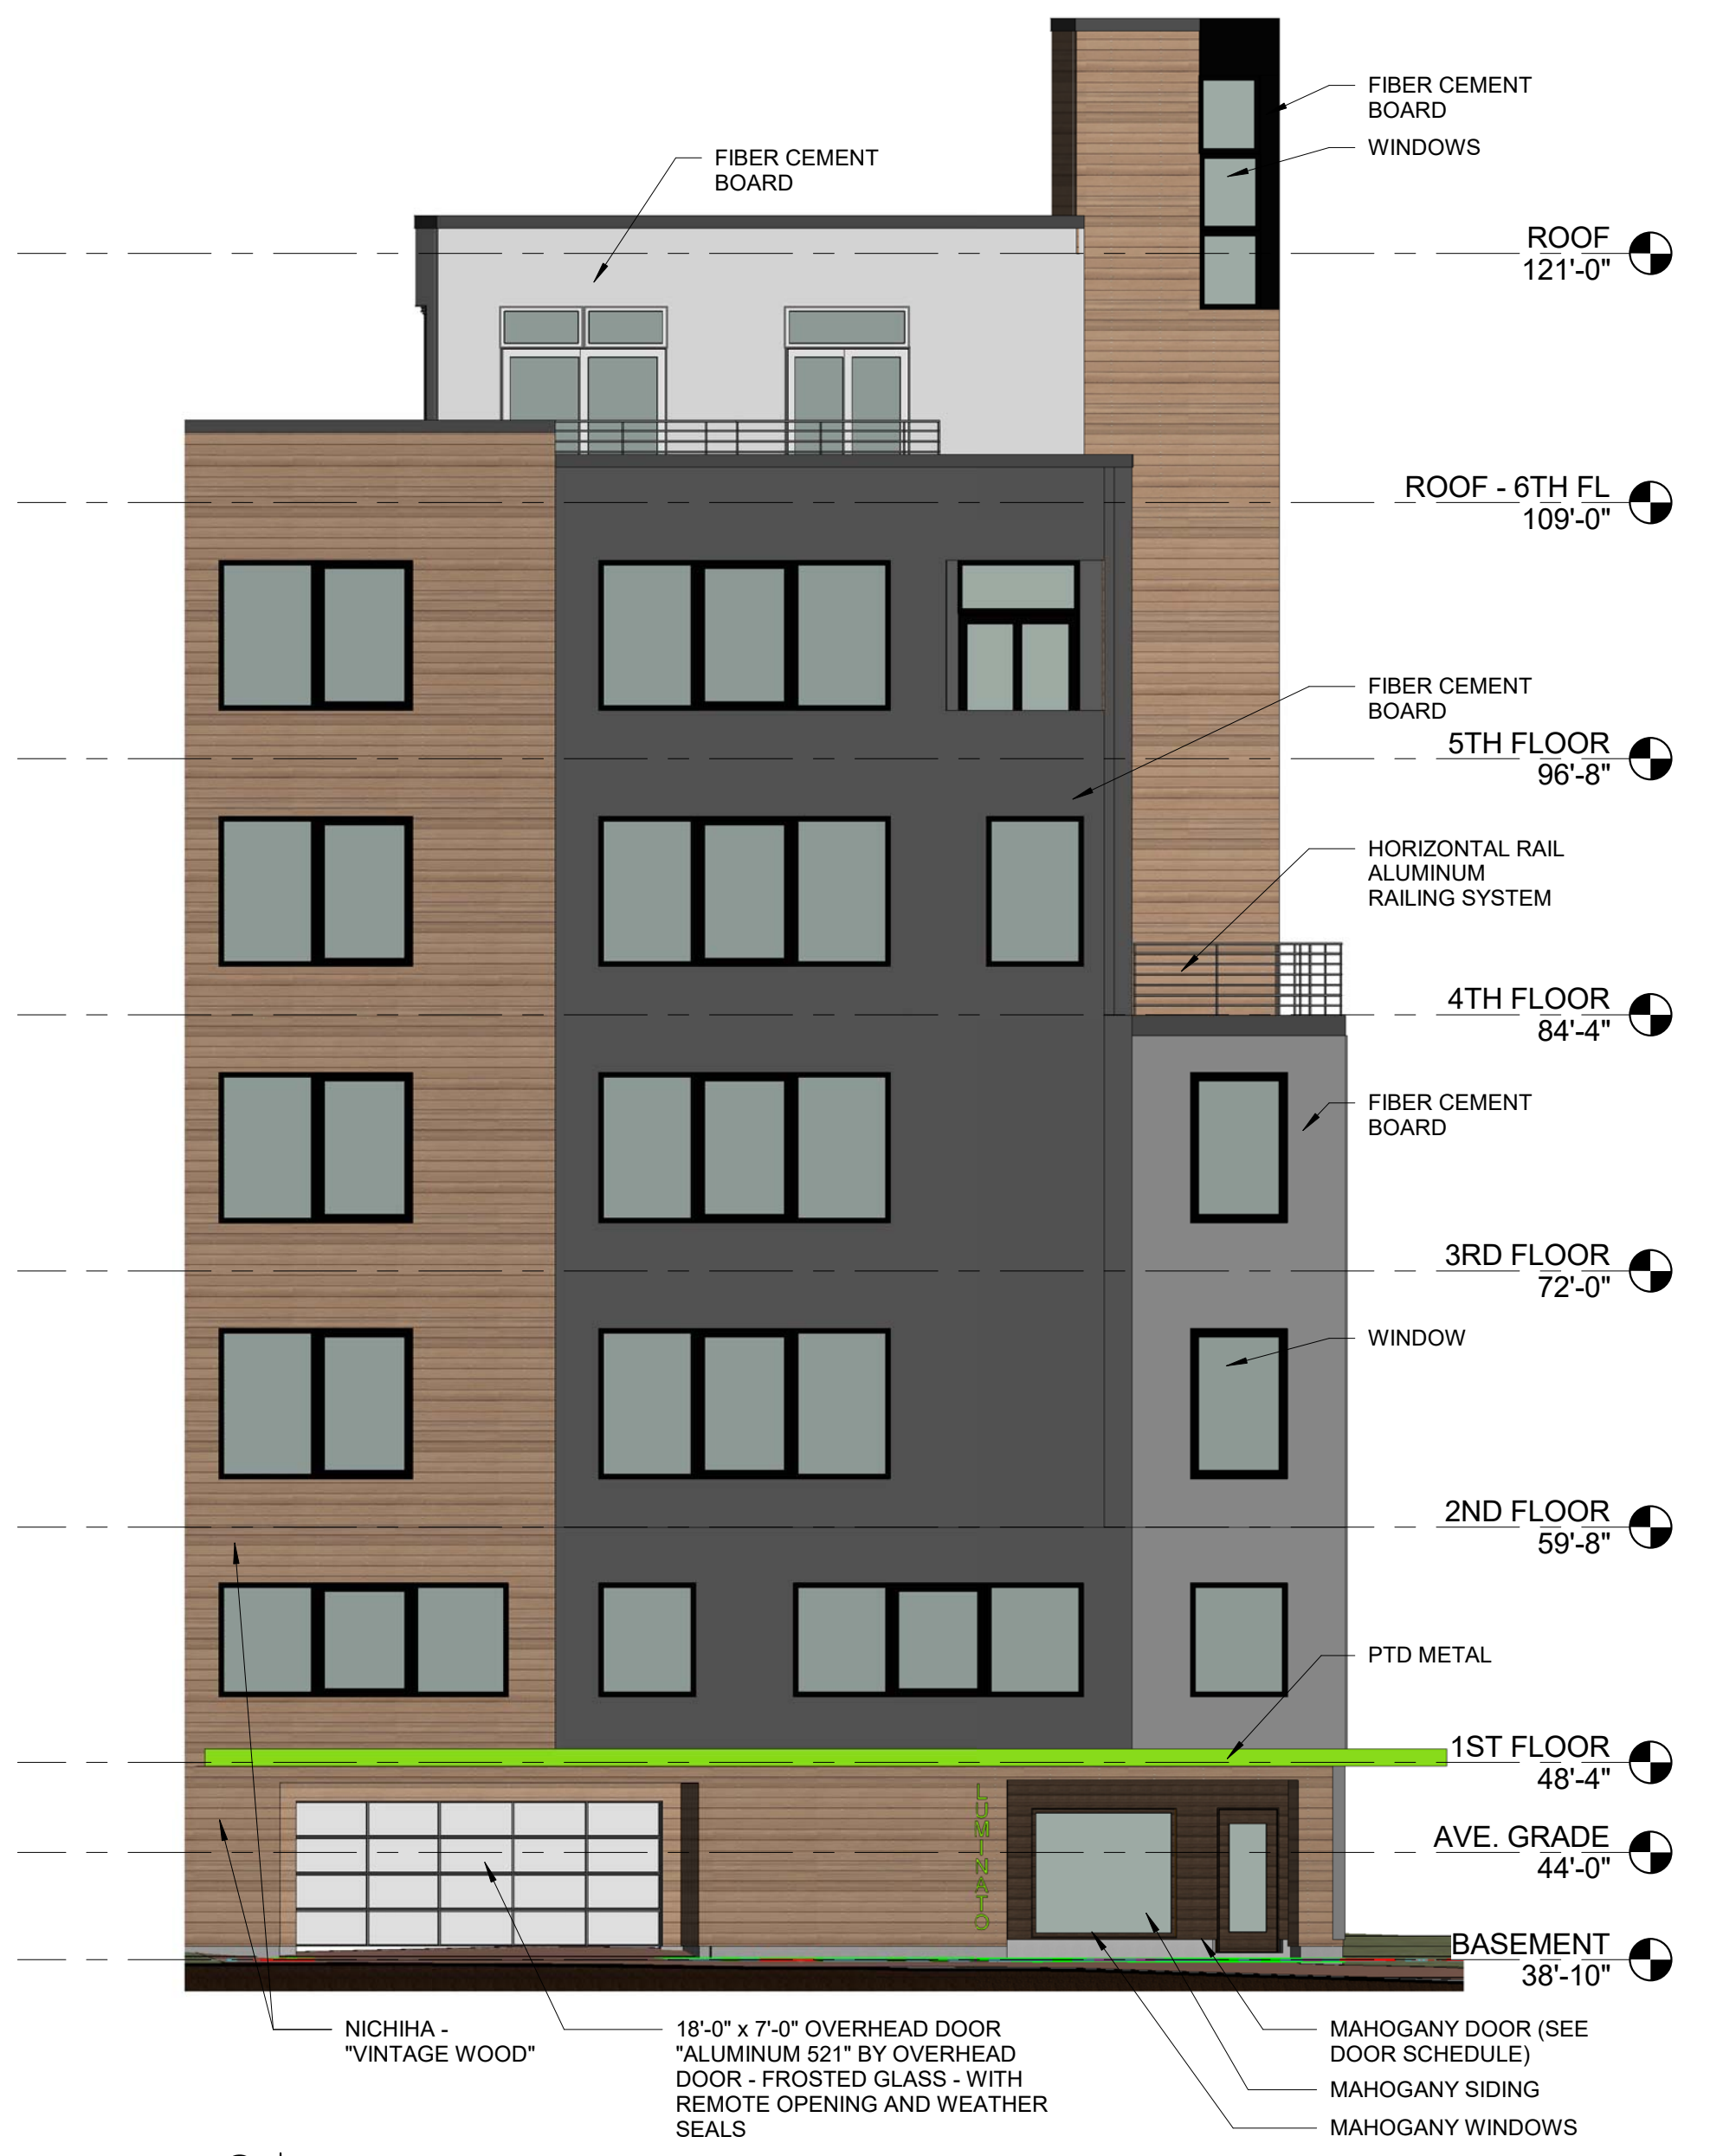 FIBER CEMENT
BOARD
WINDOWS
FIBER CEMENT
BOARD
ROOF
121'-0"
ROOF - 6TH FL
109'-0"
FIBER CEMENT
BOARD
5TH FLOOR
96'-8"
HORIZONTAL RAIL
ALUMINUM
RAILING SYSTEM
4TH FLOOR
84'-4"
FIBER CEMENT
BOARD
3RD FLOOR
72'-0"
WINDOW
2ND FLOOR
59'-8"
PTD METAL
1ST FLOOR
48'-4"
LUMINATO
AVE. GRADE
44'-0"
BASEMENT
38'-10"
NICHIHA -
"VINTAGE WOOD"
18'-0" x 7'-0" OVERHEAD DOOR
"ALUMINUM 521" BY OVERHEAD
DOOR - FROSTED GLASS - WITH
REMOTE OPENING AND WEATHER
SEALS
MAHOGANY DOOR (SEE
DOOR SCHEDULE)
MAHOGANY SIDING
MAHOGANY WINDOWS